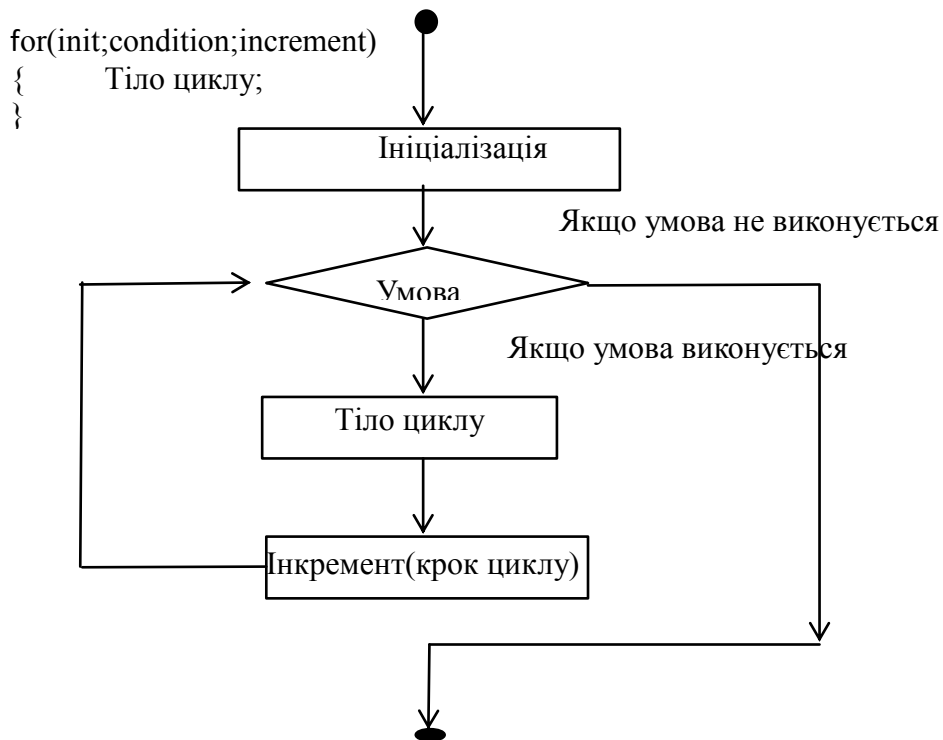 for(init;condition;increment)
{ Тіло циклу;
}
Ініціалізація
Якщо умова не виконується
Умова
Якщо умова виконується
Тіло циклу
Інкремент(крок циклу)